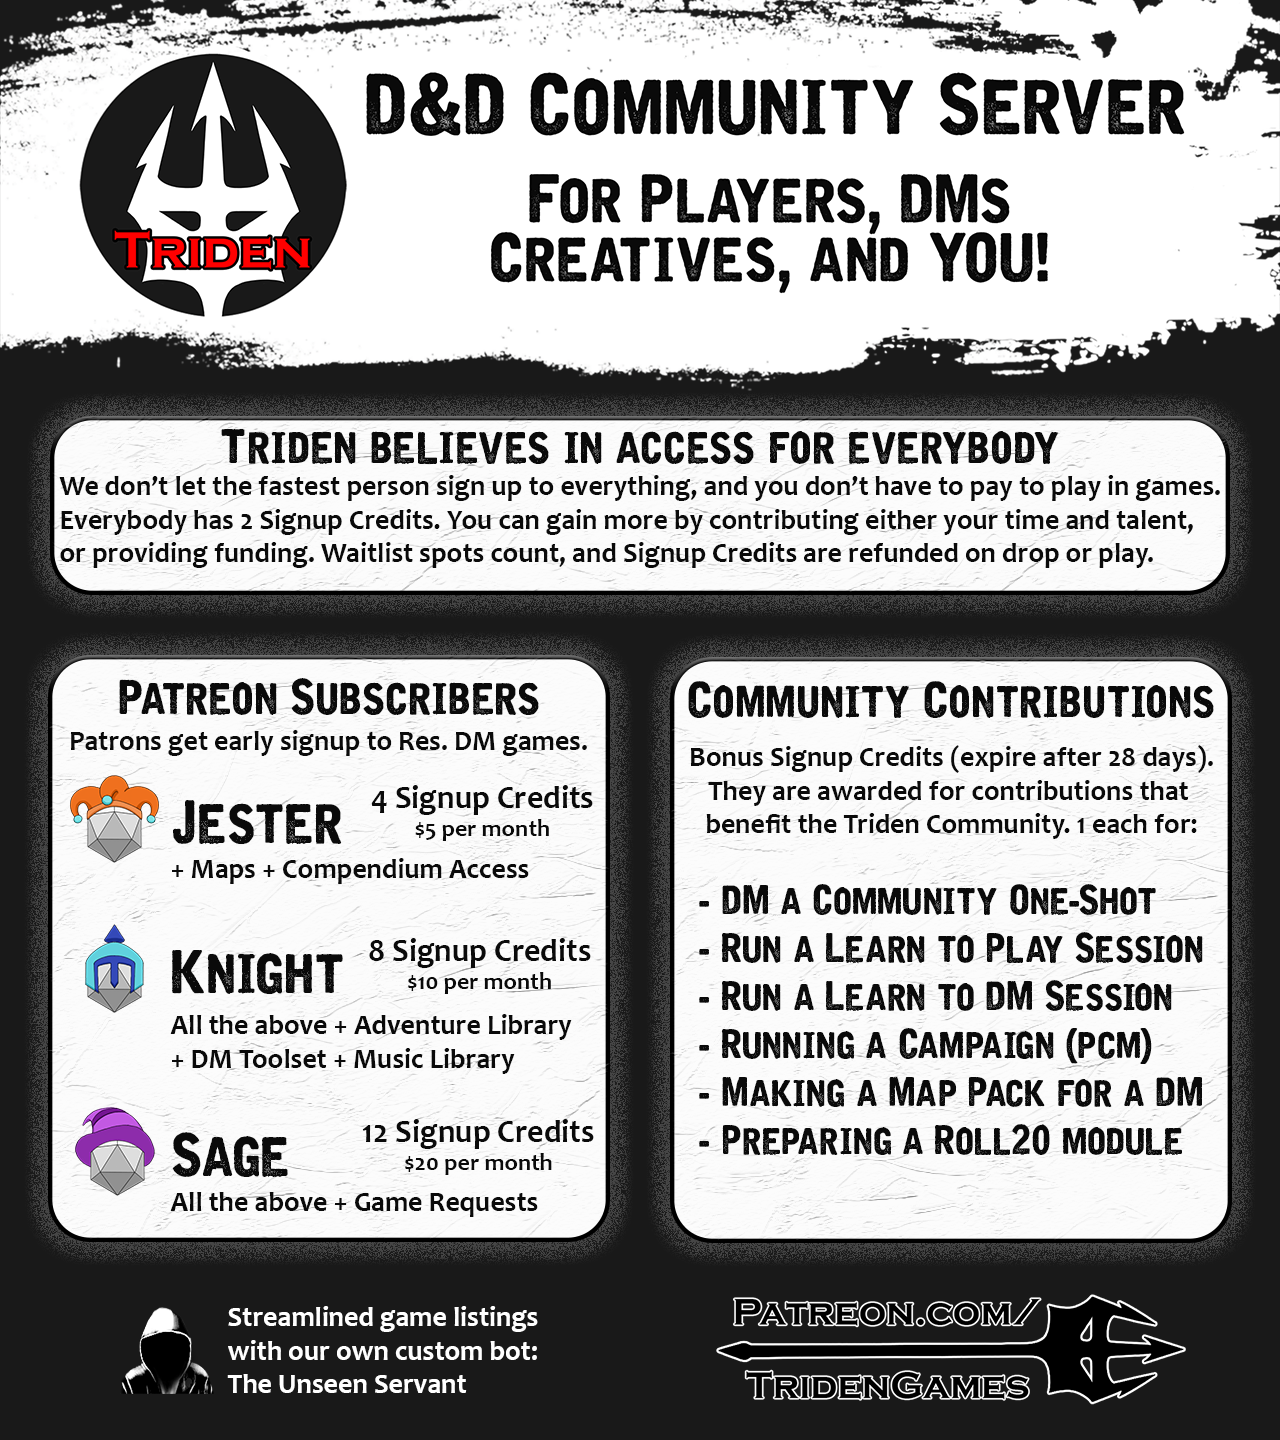 TRIDEN
D&D COMMUNITY SERVER
FOR PLAYERS, DMS
CREATIVES, AND YOU!
TRIDEN BELIEVES IN ACCESS FOR EVERYBODY
We don't let the fastest person sign up to everything, and you don't have to pay to play in games.
Everybody has 2 Signup Credits. You can gain more by contributing either your time and talent,
or providing funding. Waitlist spots count, and Signup Credits are refunded on drop or play.
PATREON SUBSCRIBERS
Patrons get early signup to Res. DM games.
JESTER
4 Signup Credits
$5 per month
+ Maps + Compendium Access
KNIGHT
8 Signup Credits
$10 per month
All the above + Adventure Library
+ DM Toolset + Music Library
SAGE
12 Signup Credits
$20 per month
All the above + Game Requests
COMMUNITY CONTRIBUTIONS
Bonus Signup Credits (expire after 28 days).
They are awarded for contributions that
benefit the Triden Community. 1 each for:
- DM A COMMUNITY ONE-SHOT
- RUN A LEARN TO PLAY SESSION
- RUN A LEARN TO DM SESSION
- RUNNING A CAMPAIGN (PCM)
- MAKING A MAP PACK FOR A DM
- PREPARING A ROLL20 MODULE
Streamlined game listings
with our own custom bot:
The Unseen Servant
PATREON.COM/
TRIDENGAMES